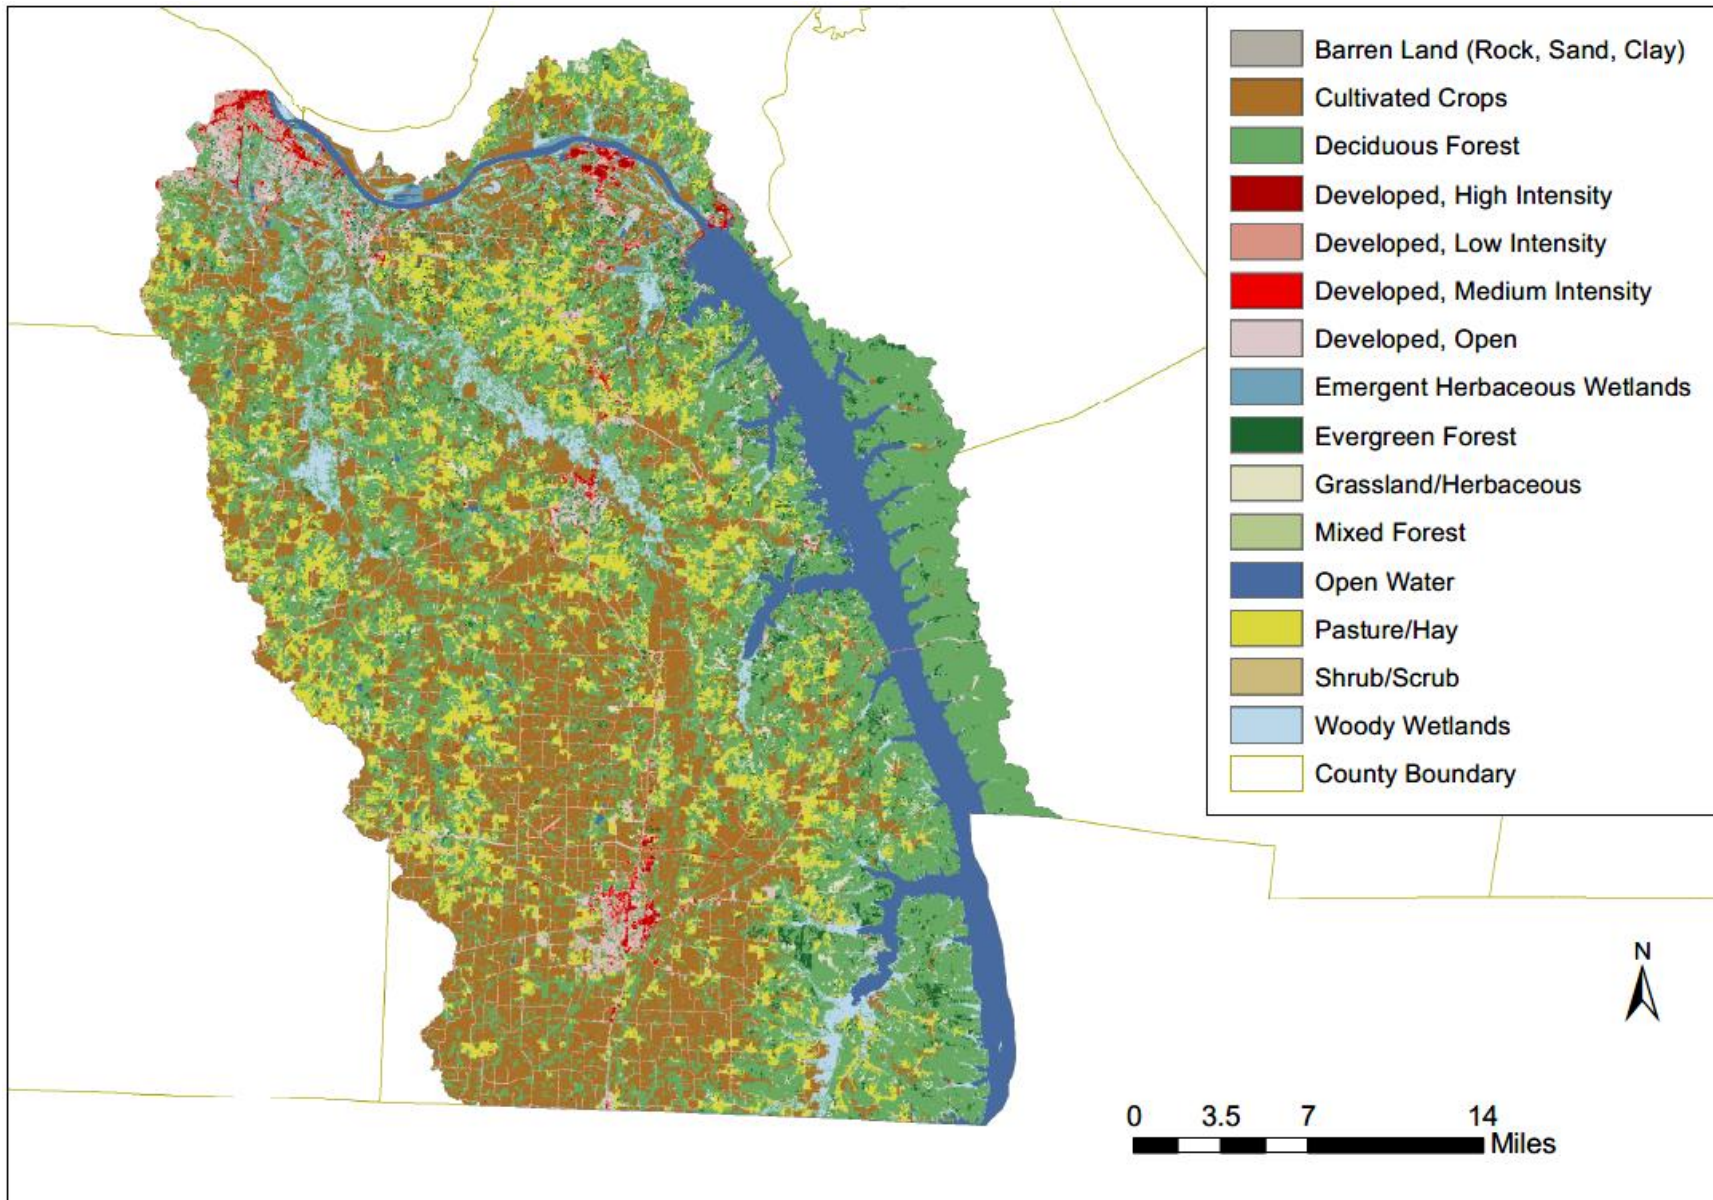 Barren Land (Rock, Sand, Clay)
Cultivated Crops
Deciduous Forest
Developed, High Intensity
Developed, Low Intensity
Developed, Medium Intensity
Developed, Open
Emergent Herbaceous Wetlands
Evergreen Forest
Grassland/Herbaceous
Mixed Forest
Open Water
Pasture/Hay
Shrub/Scrub
Woody Wetlands
County Boundary
N
0 3.5 7 14
Miles